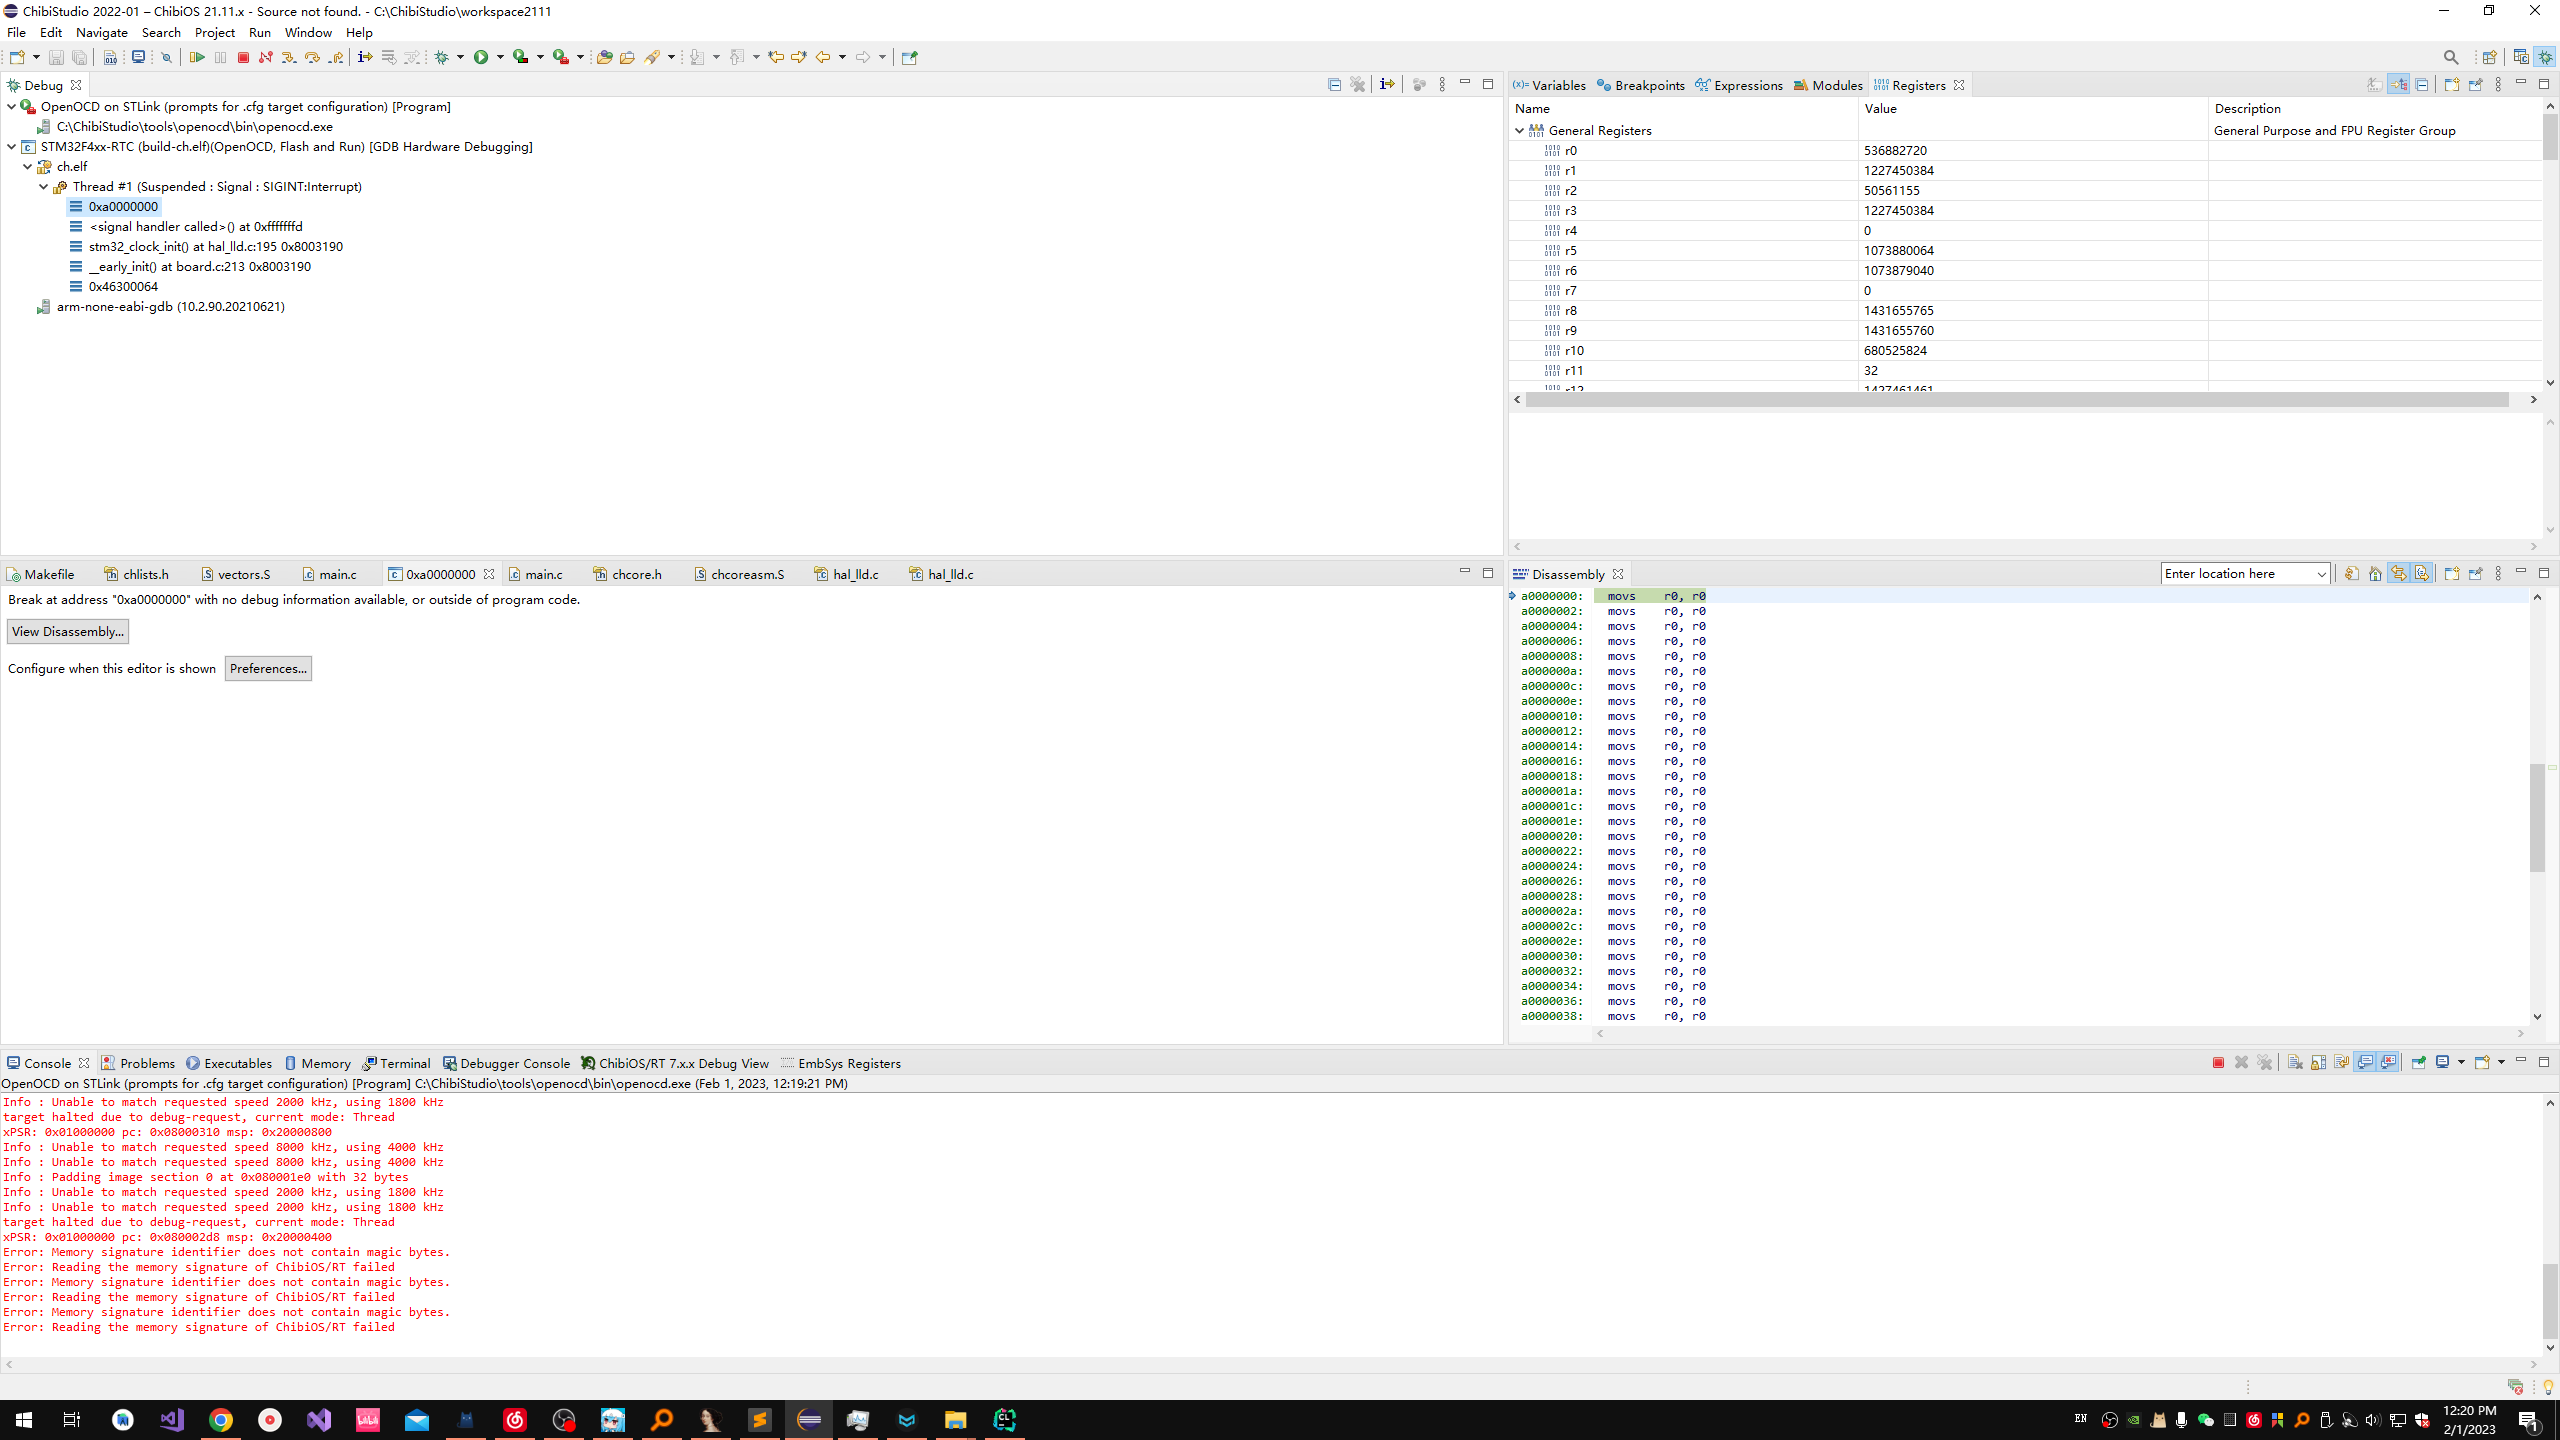 ChibiStudio 2022-01 – ChibiOS 21.11.x - Source not found. - C:\ChibiStudio\workspace2111
File Edit Navigate Search Project Run Window Help
Debug
OpenOCD on STLink (prompts for .cfg target configuration) [Program]
C:\ChibiStudio\tools\openocd\bin\openocd.exe
STM32F4xx-RTC (build-ch.elf)(OpenOCD, Flash and Run) [GDB Hardware Debugging]
ch.elf
Thread #1 (Suspended : Signal : SIGINT:Interrupt)
0xa0000000
<signal handler called>() at 0xfffffffd
stm32_clock_init() at hal_lld.c:195 0x8003190
__early_init() at board.c:213 0x8003190
0x46300064
arm-none-eabi-gdb (10.2.90.20210621)
Variables Breakpoints Expressions Modules Registers
Name Value Description
General Registers General Purpose and FPU Register Group
r0 536882720
r1 1227450384
r2 50561155
r3 1227450384
r4 0
r5 1073880064
r6 1073879040
r7 0
r8 1431655765
r9 1431655760
r10 680525824
r11 32
r12 1427461461
Makefile chlists.h vectors.S main.c 0xa0000000 main.c chcore.h chcoreasm.S hal_lld.c hal_lld.c
Break at address "0xa0000000" with no debug information available, or outside of program code.
View Disassembly...
Configure when this editor is shown Preferences...
Disassembly Enter location here
a0000000: movs r0, r0
a0000002: movs r0, r0
a0000004: movs r0, r0
a0000006: movs r0, r0
a0000008: movs r0, r0
a000000a: movs r0, r0
a000000c: movs r0, r0
a000000e: movs r0, r0
a0000010: movs r0, r0
a0000012: movs r0, r0
a0000014: movs r0, r0
a0000016: movs r0, r0
a0000018: movs r0, r0
a000001a: movs r0, r0
a000001c: movs r0, r0
a000001e: movs r0, r0
a0000020: movs r0, r0
a0000022: movs r0, r0
a0000024: movs r0, r0
a0000026: movs r0, r0
a0000028: movs r0, r0
a000002a: movs r0, r0
a000002c: movs r0, r0
a000002e: movs r0, r0
a0000030: movs r0, r0
a0000032: movs r0, r0
a0000034: movs r0, r0
a0000036: movs r0, r0
a0000038: movs r0, r0
Console Problems Executables Memory Terminal Debugger Console ChibiOS/RT 7.x.x Debug View EmbSys Registers
OpenOCD on STLink (prompts for .cfg target configuration) [Program] C:\ChibiStudio\tools\openocd\bin\openocd.exe (Feb 1, 2023, 12:19:21 PM)
Info : Unable to match requested speed 2000 kHz, using 1800 kHz
target halted due to debug-request, current mode: Thread
xPSR: 0x01000000 pc: 0x08000310 msp: 0x20000800
Info : Unable to match requested speed 8000 kHz, using 4000 kHz
Info : Unable to match requested speed 8000 kHz, using 4000 kHz
Info : Padding image section 0 at 0x080001e0 with 32 bytes
Info : Unable to match requested speed 2000 kHz, using 1800 kHz
Info : Unable to match requested speed 2000 kHz, using 1800 kHz
target halted due to debug-request, current mode: Thread
xPSR: 0x01000000 pc: 0x080002d8 msp: 0x20000400
Error: Memory signature identifier does not contain magic bytes.
Error: Reading the memory signature of ChibiOS/RT failed
Error: Memory signature identifier does not contain magic bytes.
Error: Reading the memory signature of ChibiOS/RT failed
Error: Memory signature identifier does not contain magic bytes.
Error: Reading the memory signature of ChibiOS/RT failed
EN
12:20 PM
2/1/2023